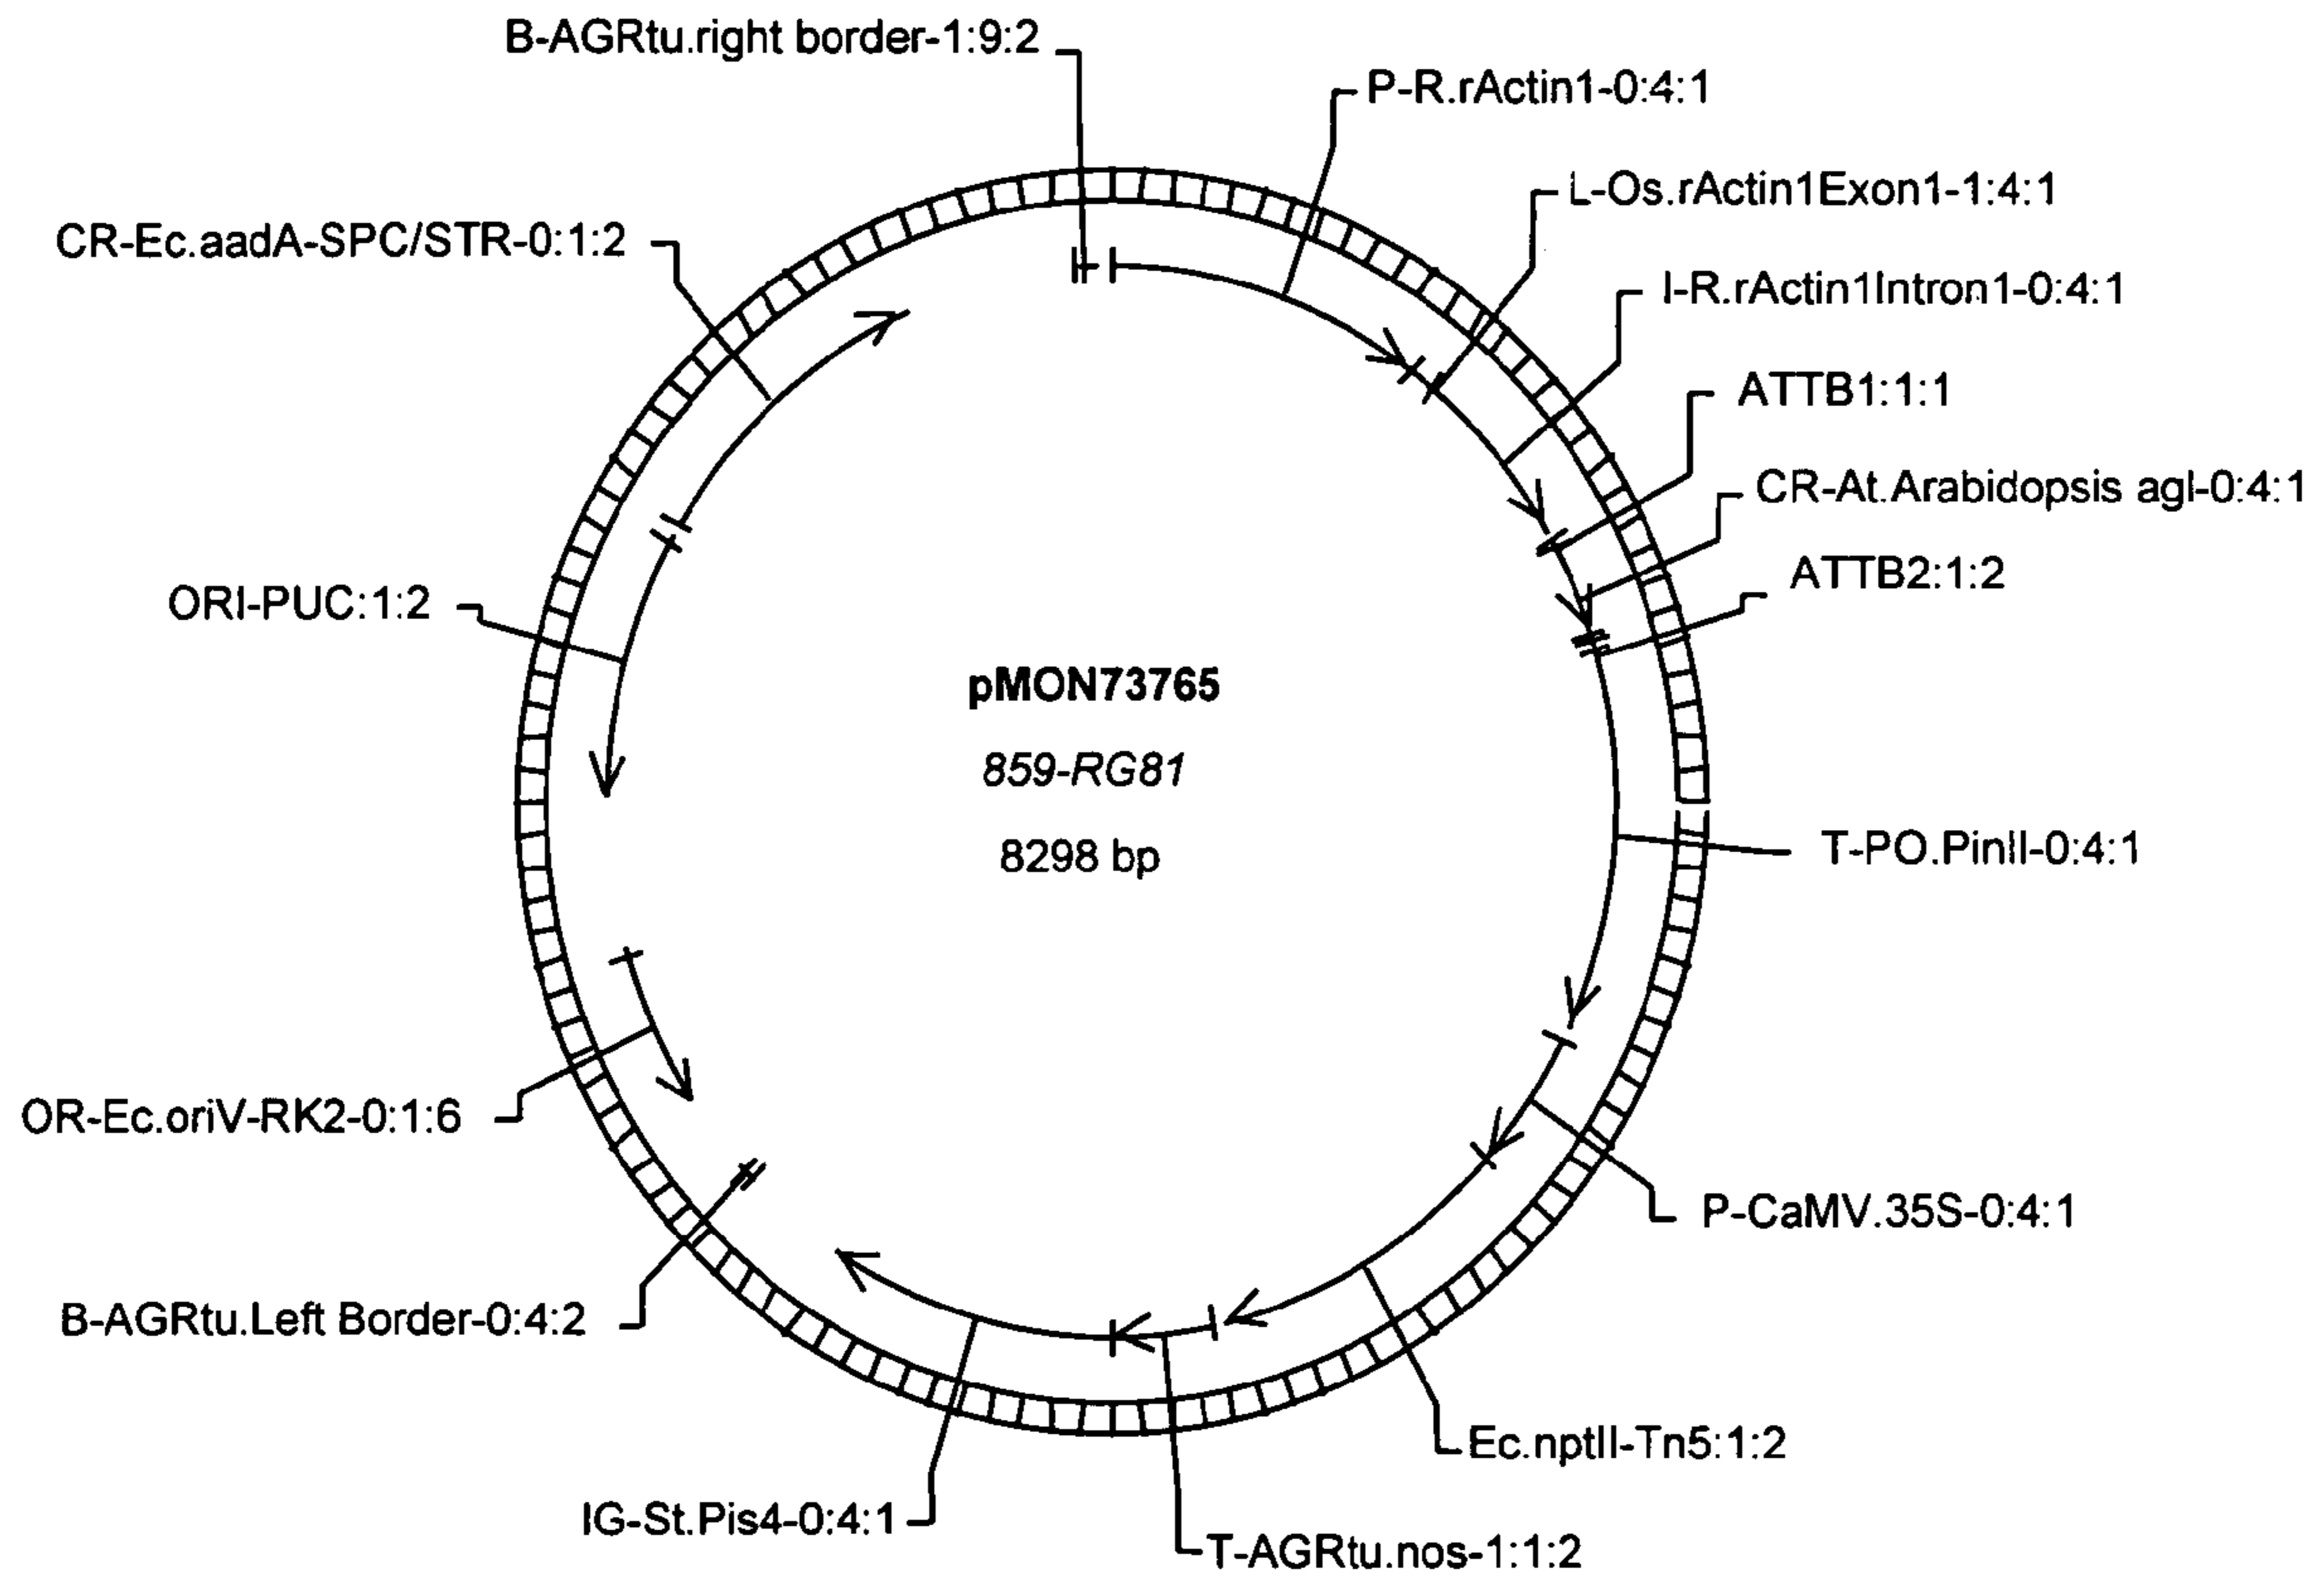 B-AGRtu.right border-1:9:2
P-R.rActin1-0:4:1
L-Os.rActin1Exon1-1:4:1
CR-Ec.aadA-SPC/STR-0:1:2
I-R.rActin1Intron1-0:4:1
ATTB1:1:1
CR-At.Arabidopsis agl-0:4:1
ATTB2:1:2
ORI-PUC:1:2
pMON73765
859-RG81
8298 bp
T-PO.PinII-0:4:1
OR-Ec.oriV-RK2-0:1:6
P-CaMV.35S-0:4:1
B-AGRtu.Left Border-0:4:2
Ec.nptII-Tn5:1:2
IG-St.Pis4-0:4:1
T-AGRtu.nos-1:1:2